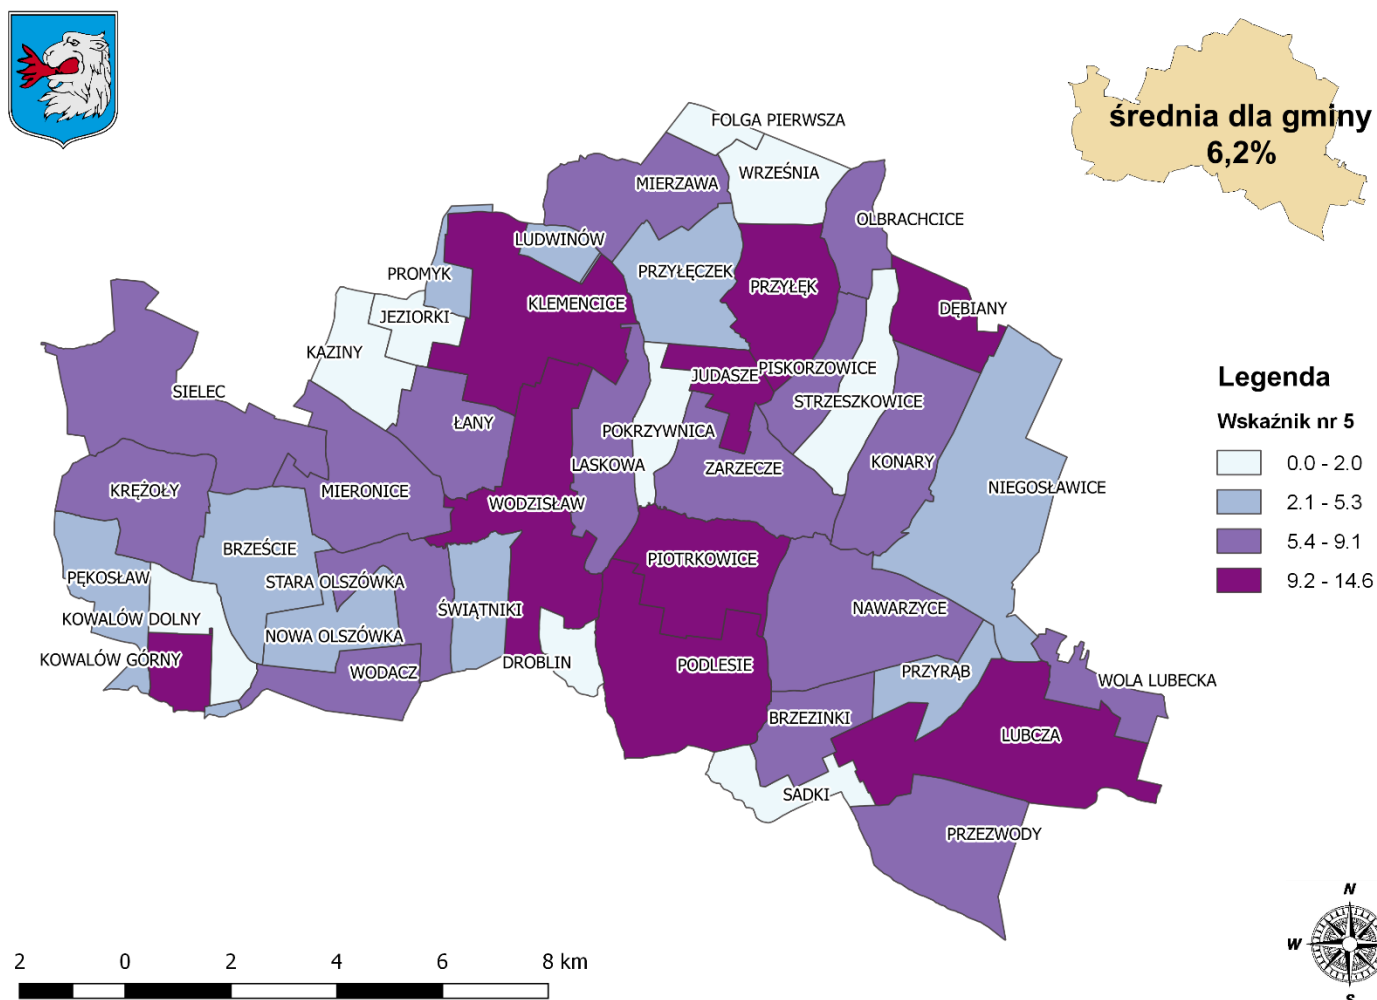 średnia dla gminy
6,2%
FOLGA PIERWSZA
WRZEŚNIA
MIERZAWA
OLBRACHCICE
LUDWINÓW
PROMYK
PRZYŁĘCZEK
PRZYŁĘK
KLEMENCICE
DĘBIANY
JEZIORKI
KAZINY
JUDASZE
PISKORZOWICE
SIELEC
STRZESZKOWICE
ŁANY
POKRZYWNICA
LASKOWA
ZARZECZE
KONARY
KRĘŻOŁY
MIERONICE
NIEGOSŁAWICE
WODZISŁAW
BRZEŚCIE
PIOTRKOWICE
PĘKOSŁAW
STARA OLSZÓWKA
ŚWIĄTNIKI
NAWARZYCE
KOWALÓW DOLNY
NOWA OLSZÓWKA
KOWALÓW GÓRNY
DROBLIN
PODLESIE
WODACZ
PRZYRĄB
WOLA LUBECKA
BRZEZINKI
LUBCZA
SADKI
PRZEZWODY
Legenda
Wskaźnik nr 5
0.0 - 2.0
2.1 - 5.3
5.4 - 9.1
9.2 - 14.6
N
W
S
2 0 2 4 6 8 km